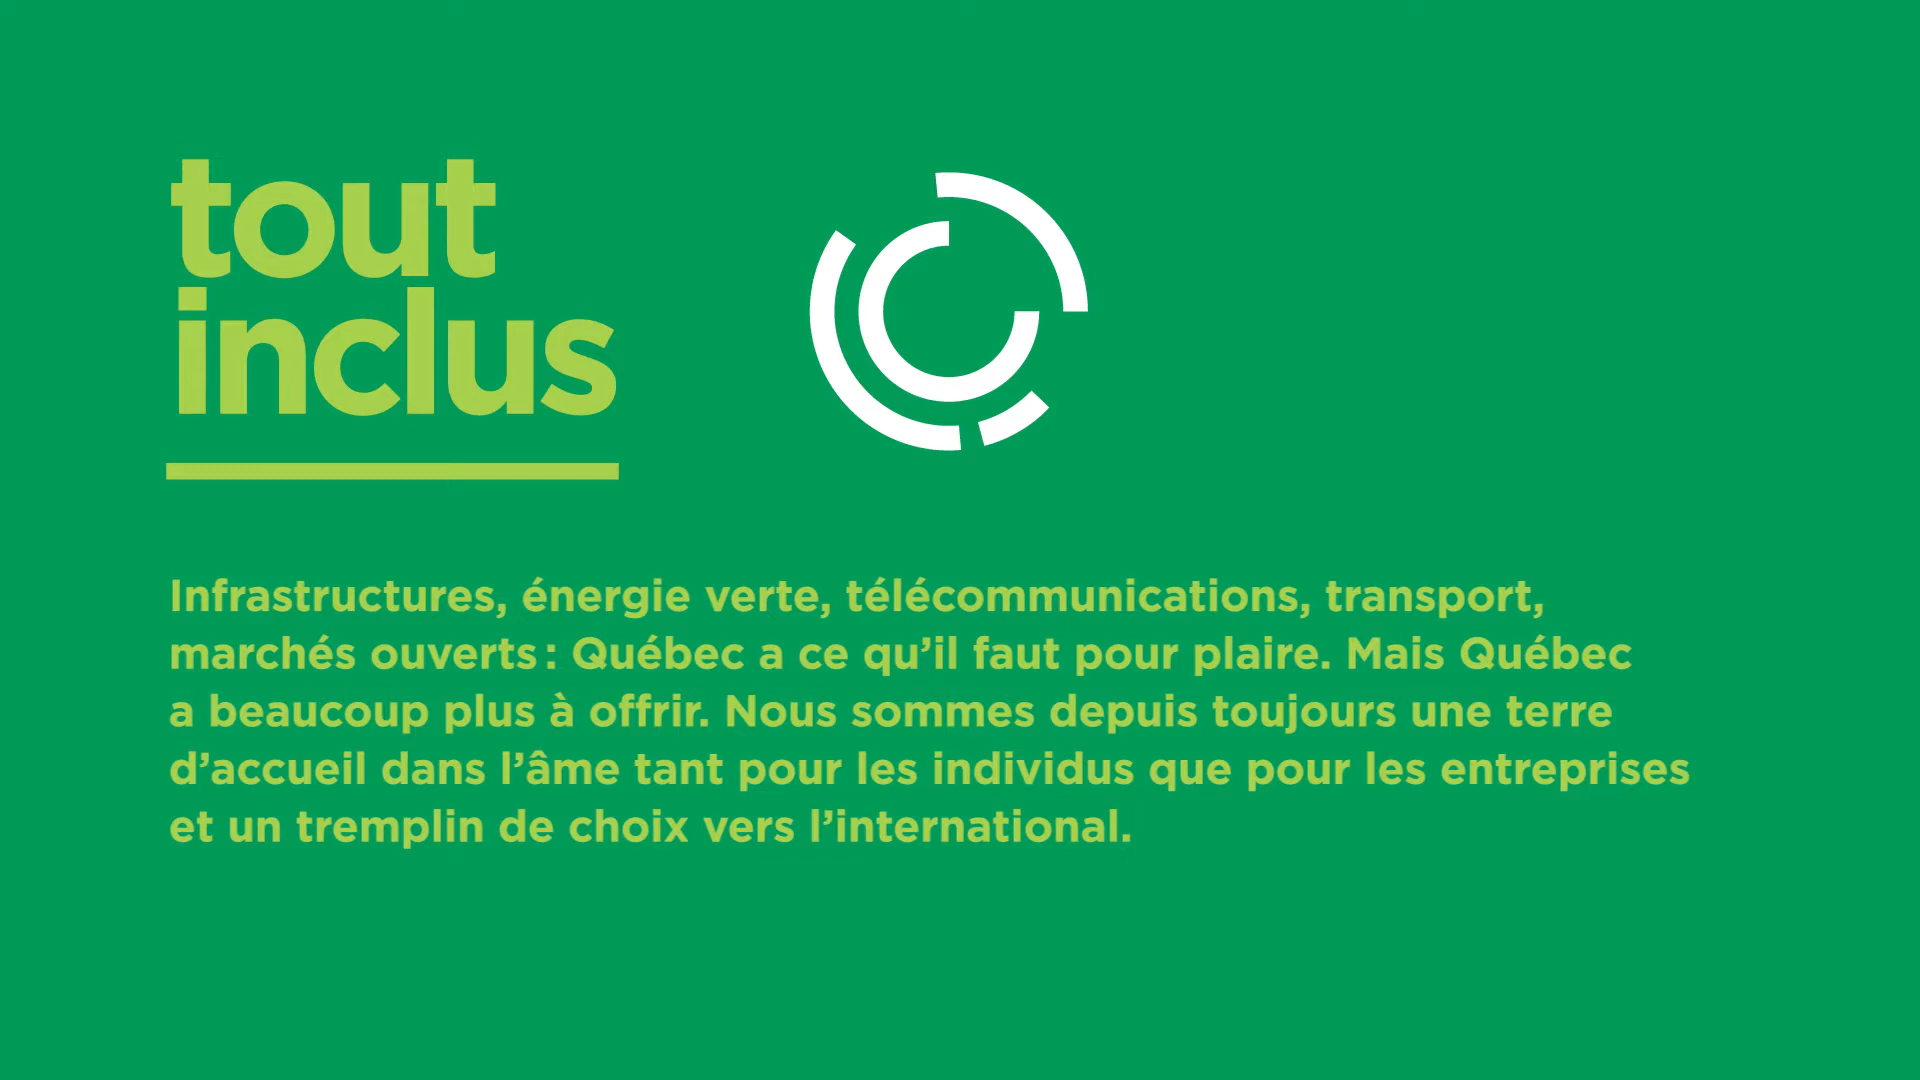 tout
inclus
Infrastructures, énergie verte, télécommunications, transport,
marchés ouverts : Québec a ce qu’il faut pour plaire. Mais Québec
a beaucoup plus à offrir. Nous sommes depuis toujours une terre
d’accueil dans l’âme tant pour les individus que pour les entreprises
et un tremplin de choix vers l’international.